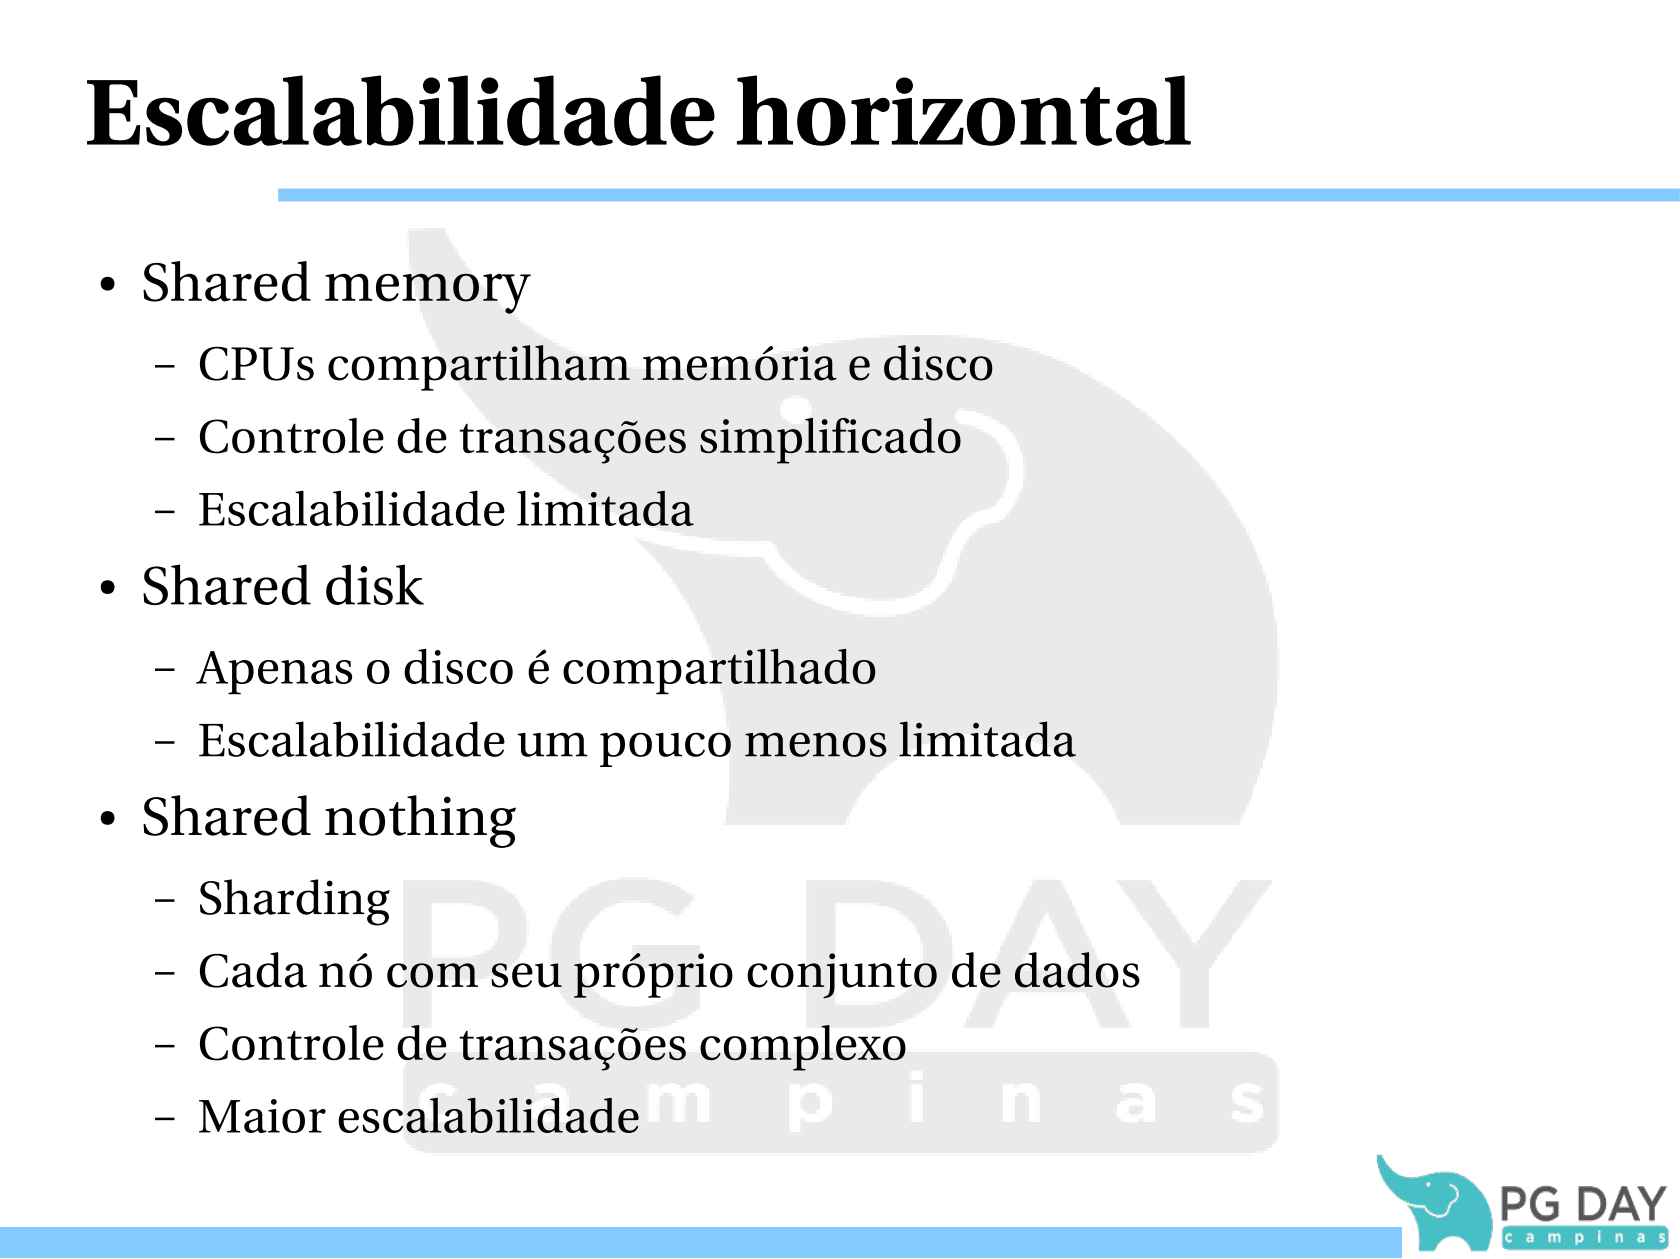 Escalabilidade horizontal
• Shared memory
– CPUs compartilham memória e disco
– Controle de transações simplificado
– Escalabilidade limitada
• Shared disk
– Apenas o disco é compartilhado
– Escalabilidade um pouco menos limitada
• Shared nothing
– Sharding
– Cada nó com seu próprio conjunto de dados
– Controle de transações complexo
– Maior escalabilidade
PG DAY
campinas
PG DAY
campinas